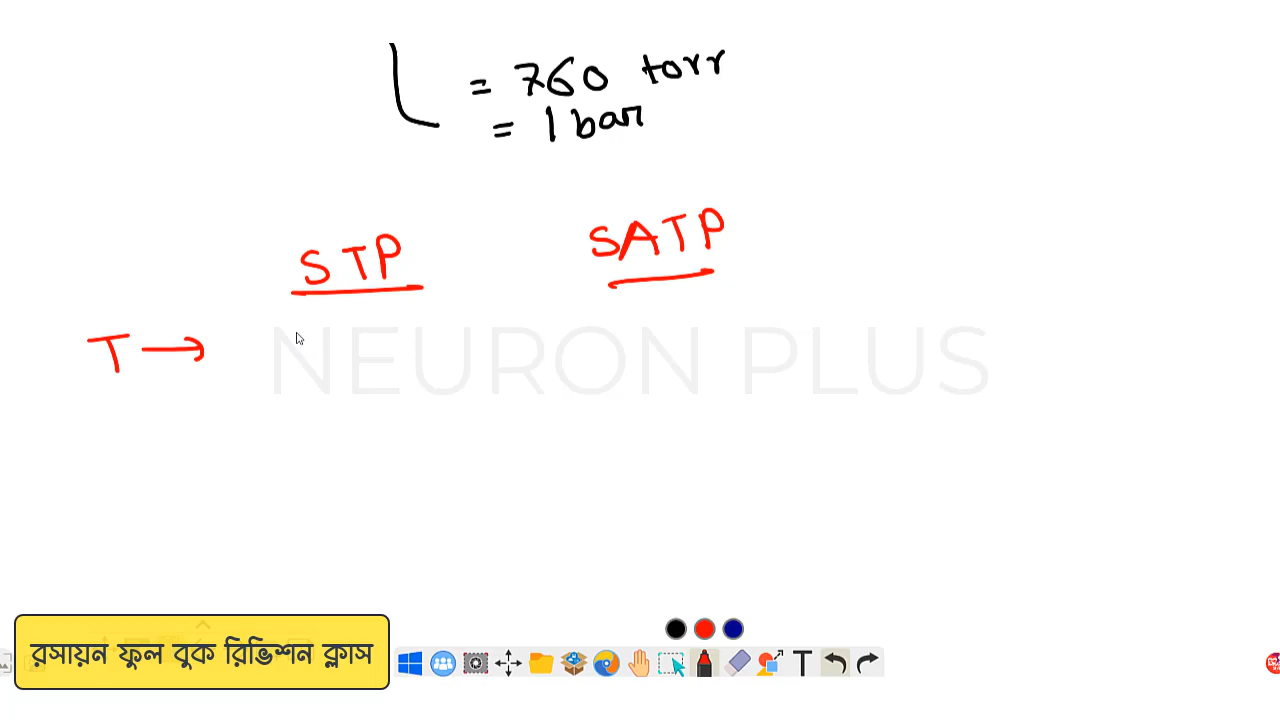 = 760 torr
= 1 bar
STP SATP
T →
NEURON PLUS
রসায়ন ফুল বুক রিভিশন ক্লাস